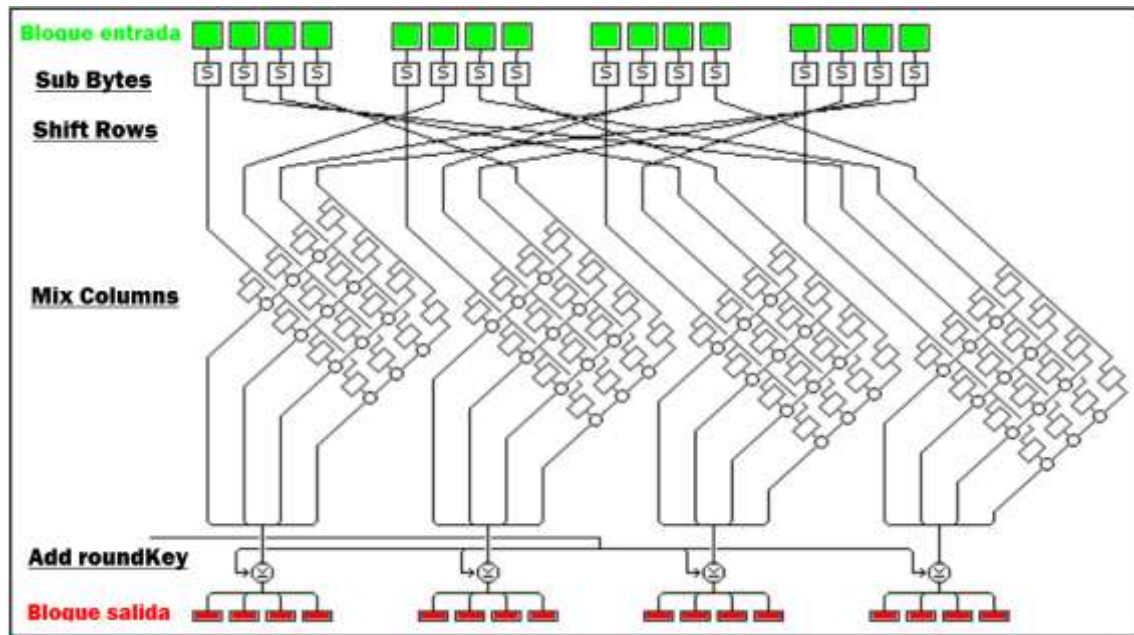 Bloque entrada
S S S S S S S S S S S S S S S S
Sub Bytes
Shift Rows
Mix Columns
Add roundKey
Bloque salida